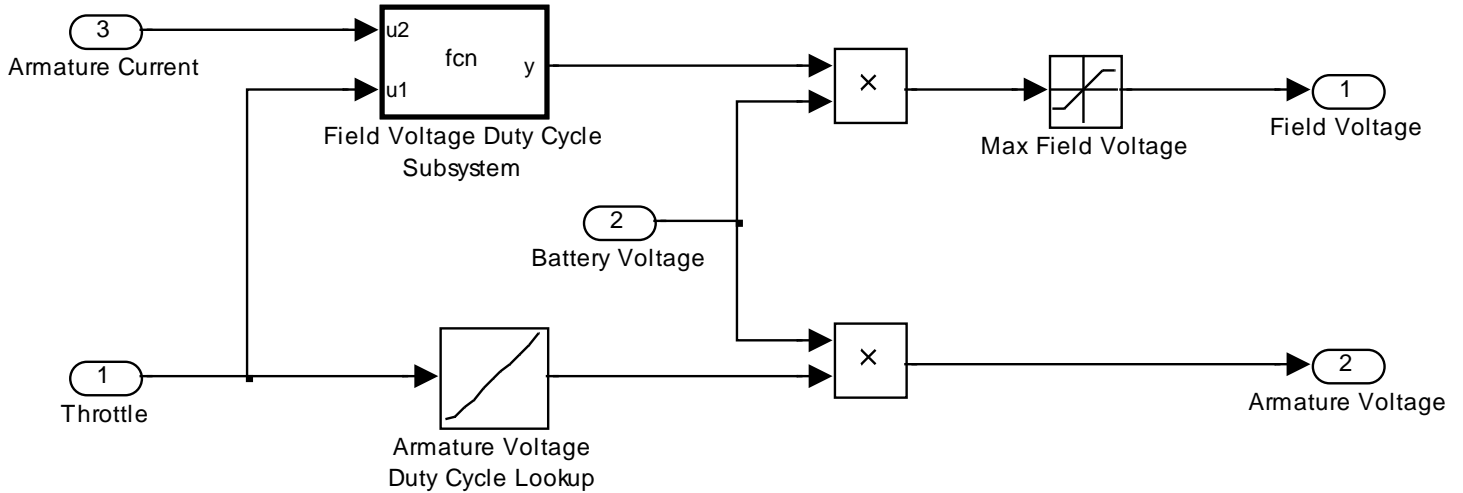 3
Armature Current
u2
u1
fcn
y
Field Voltage Duty Cycle
Subsystem
×
Max Field Voltage
1
Field Voltage
2
Battery Voltage
1
Throttle
Armature Voltage
Duty Cycle Lookup
×
2
Armature Voltage